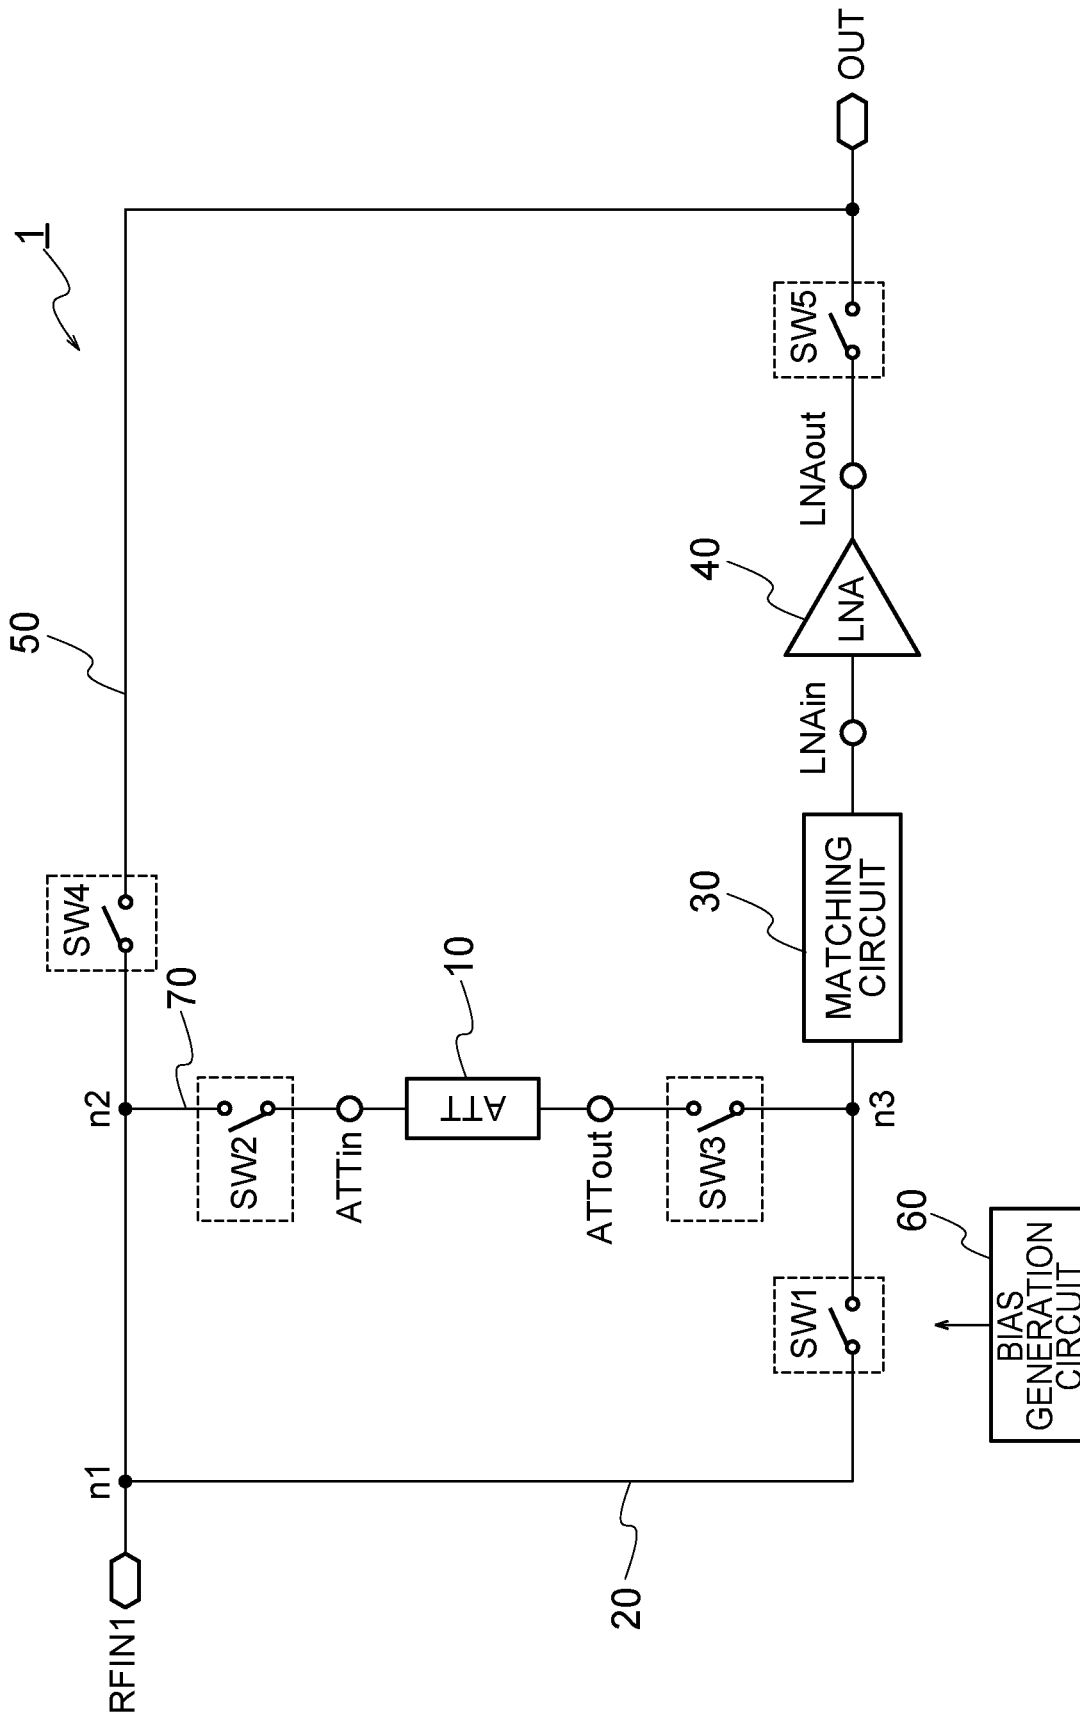 1
50
SW4
n1
n2
70
RFIN1
SW2
ATTin
10
ATT
ATTout
SW3
20
SW1
n3
30
MATCHING
CIRCUIT
LNAin
40
LNA
LNAout
SW5
OUT
60
BIAS
GENERATION
CIRCUIT